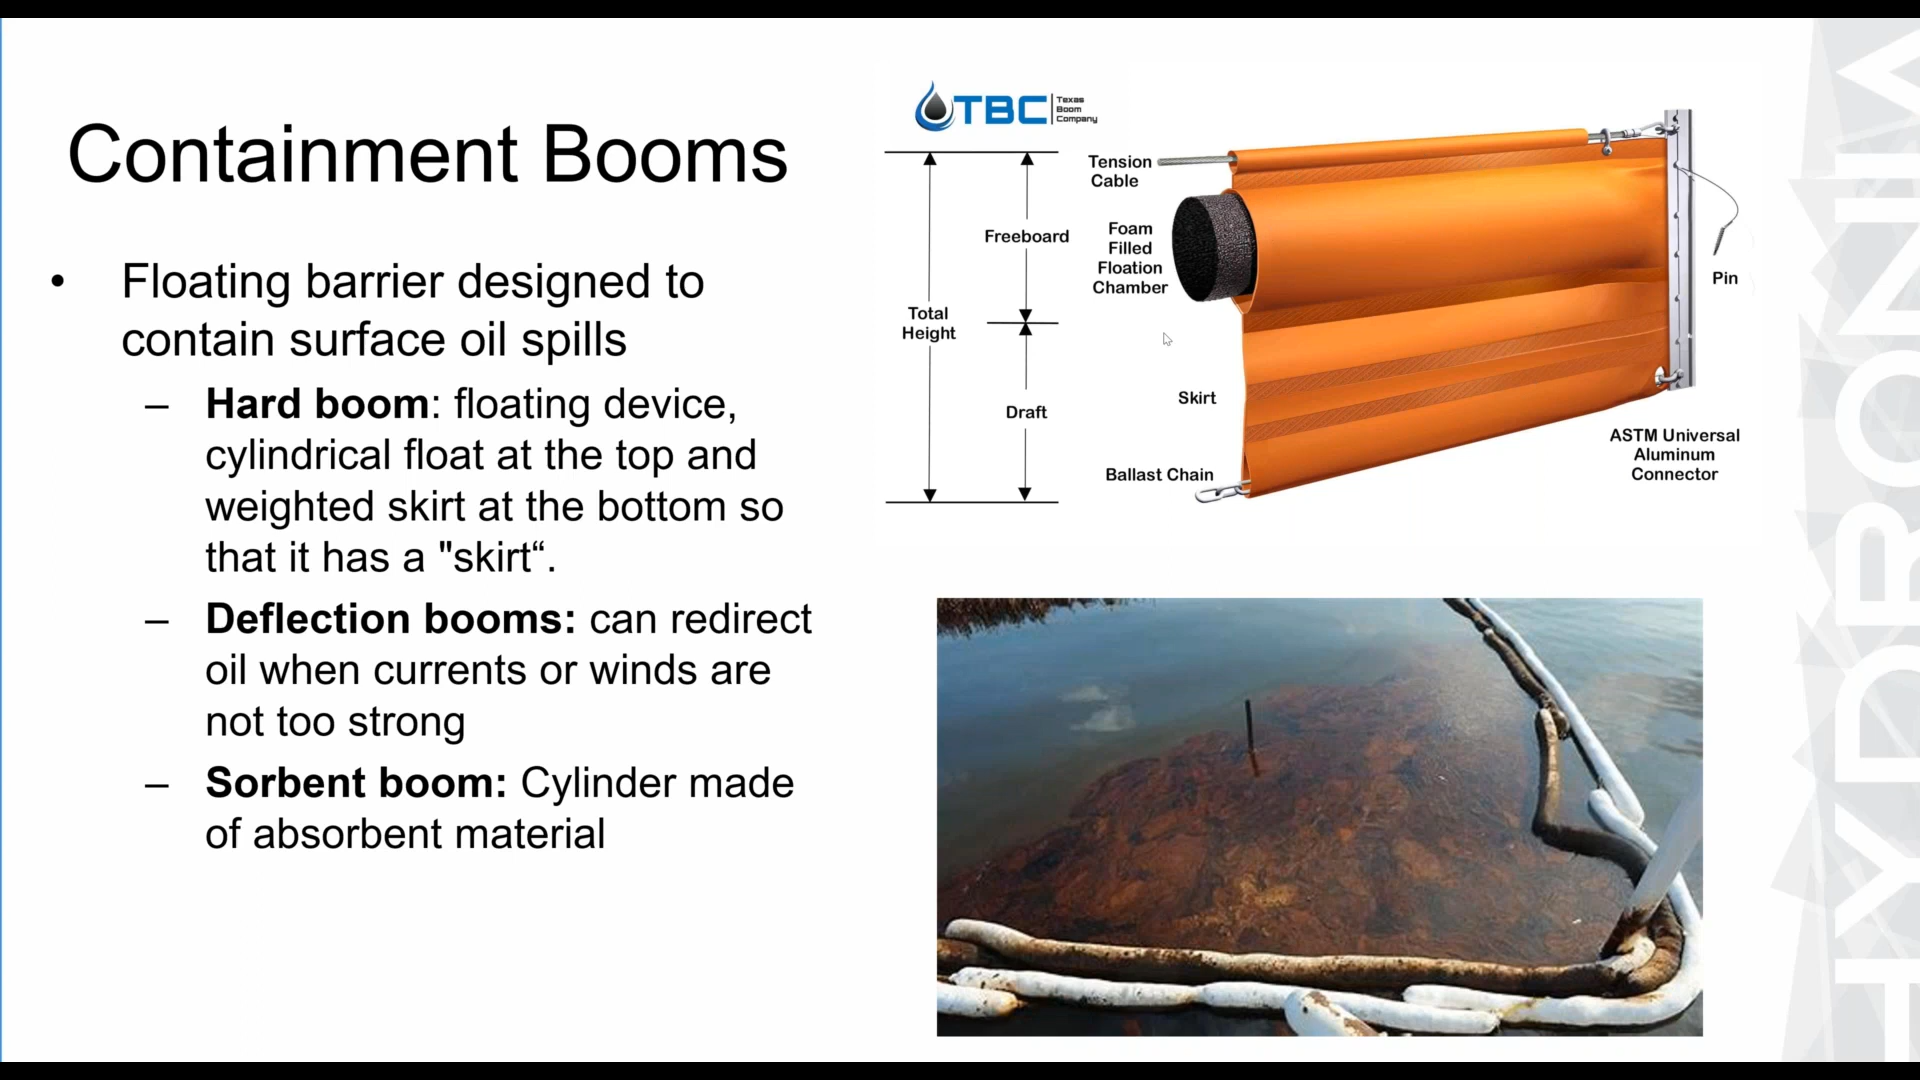 Containment Booms
• Floating barrier designed to
contain surface oil spills
– Hard boom: floating device,
cylindrical float at the top and
weighted skirt at the bottom so
that it has a "skirt“.
– Deflection booms: can redirect
oil when currents or winds are
not too strong
– Sorbent boom: Cylinder made
of absorbent material
TBC
Texas
Boom
Company
Total
Height
Freeboard
Draft
Tension
Cable
Foam
Filled
Floation
Chamber
Skirt
Ballast Chain
Pin
ASTM Universal
Aluminum
Connector